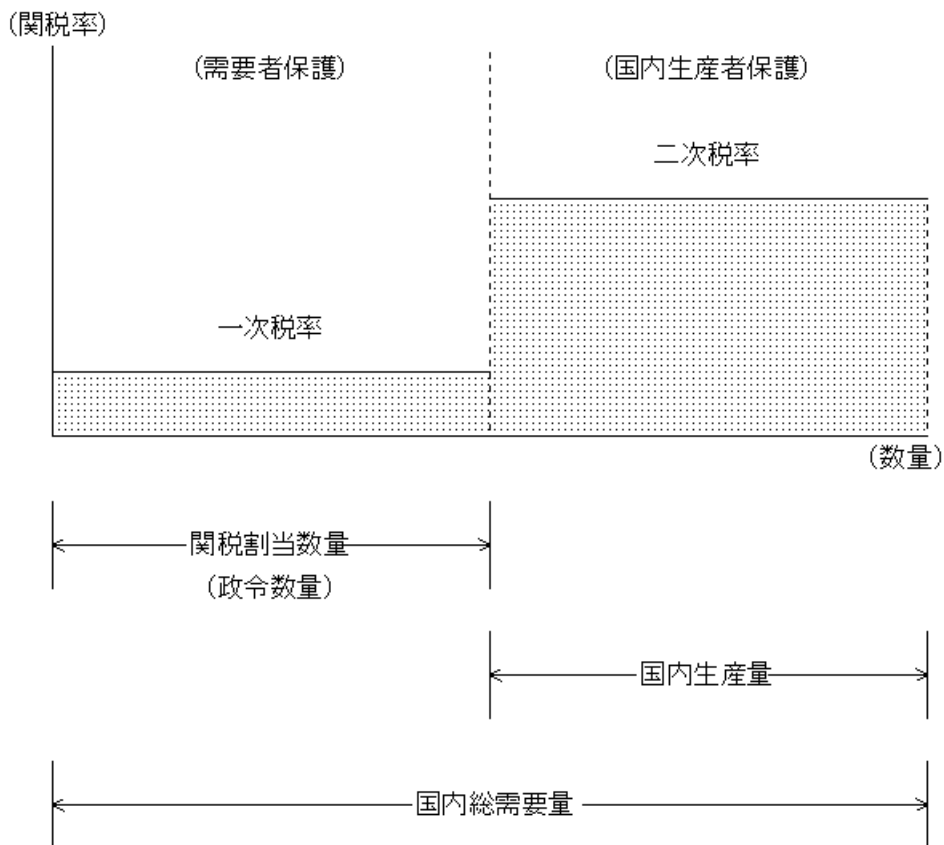 (関税率)
(需要者保護)
(国内生産者保護)
二次税率
一次税率
(数量)
関税割当数量
(政令数量)
国内生産量
国内総需要量